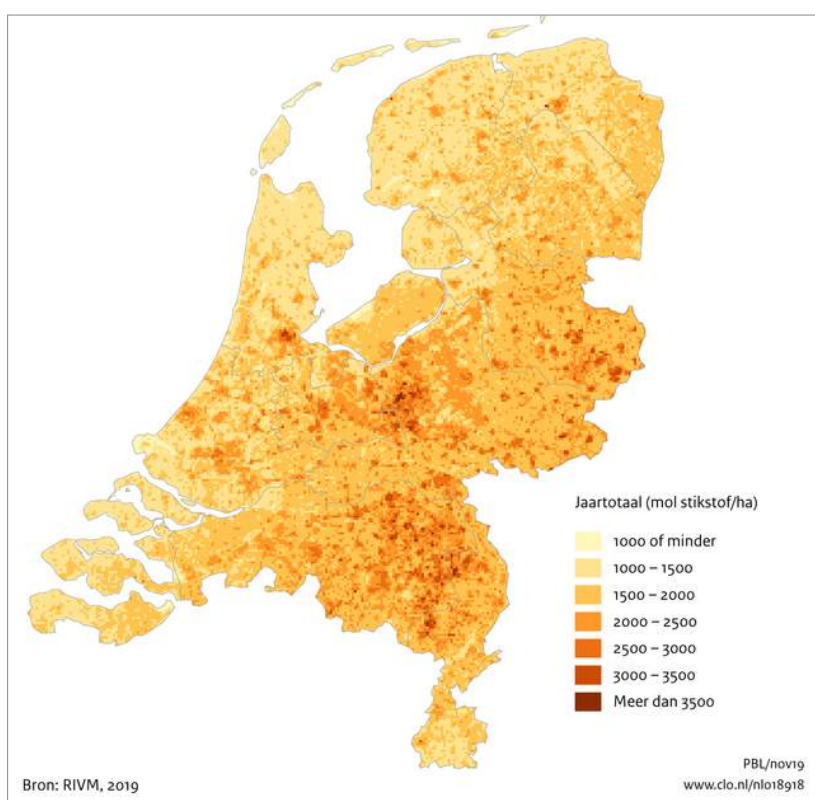 Jaartotaal (mol stikstof/ha)
1000 of minder
1000 – 1500
1500 – 2000
2000 – 2500
2500 – 3000
3000 – 3500
Meer dan 3500
Bron: RIVM, 2019
PBL/nov19
www.clo.nl/nl018918